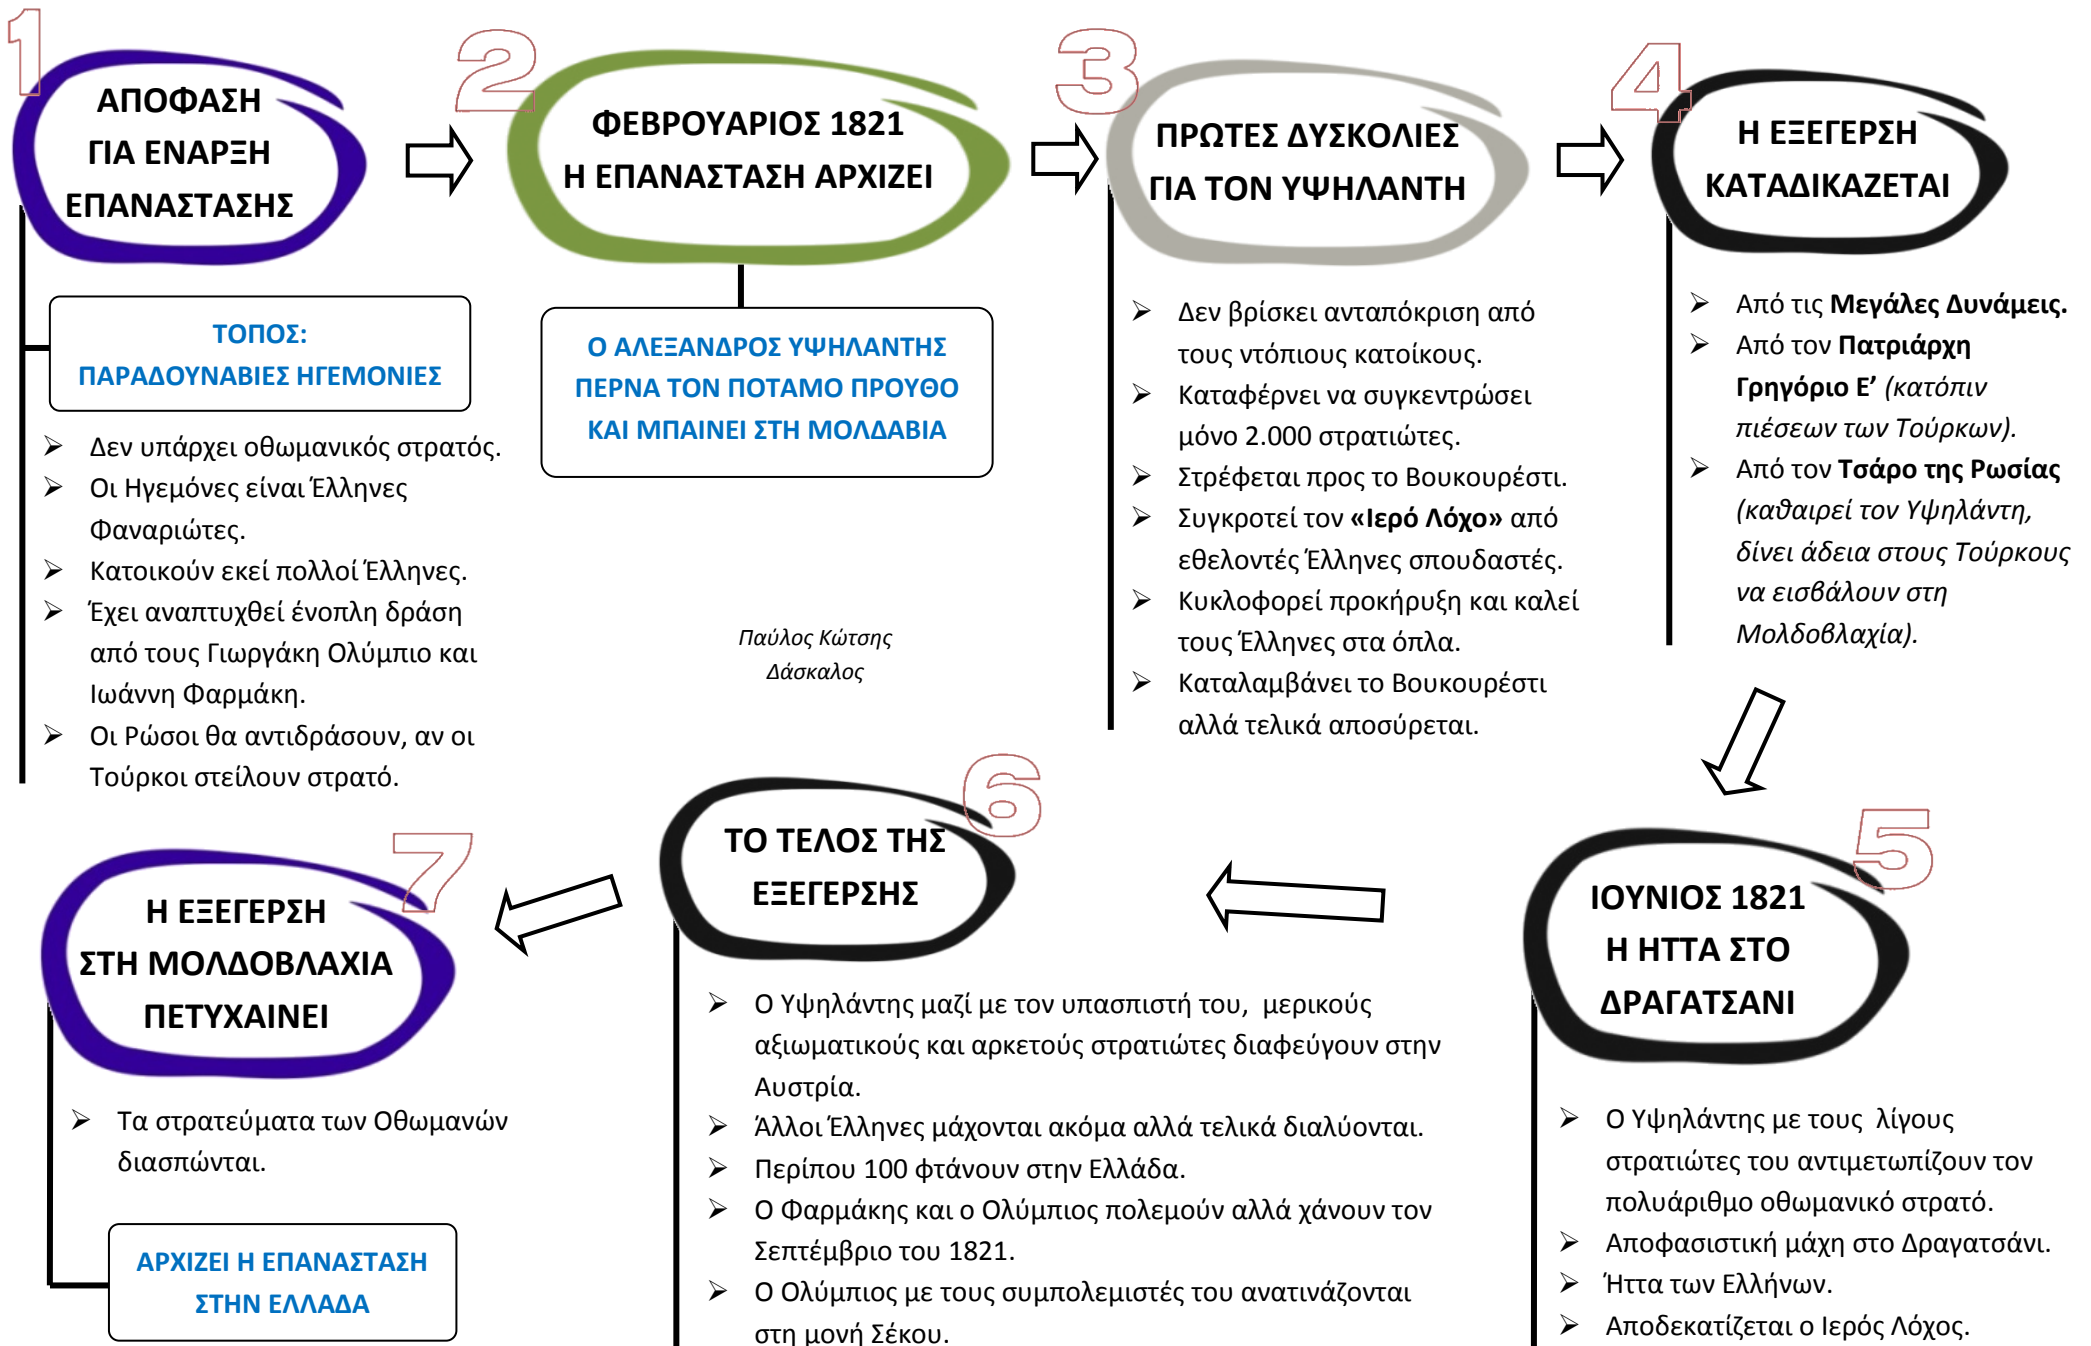 1
ΑΠΟΦΑΣΗ
ΓΙΑ ΕΝΑΡΞΗ
ΕΠΑΝΑΣΤΑΣΗΣ
ΤΟΠΟΣ:
ΠΑΡΑΔΟΥΝΑΒΙΕΣ ΗΓΕΜΟΝΙΕΣ
➢ Δεν υπάρχει οθωμανικός στρατός.
➢ Οι Ηγεμόνες είναι Έλληνες
Φαναριώτες.
➢ Κατοικούν εκεί πολλοί Έλληνες.
➢ Έχει αναπτυχθεί ένοπλη δράση
από τους Γιωργάκη Ολύμπιο και
Ιωάννη Φαρμάκη.
➢ Οι Ρώσοι θα αντιδράσουν, αν οι
Τούρκοι στείλουν στρατό.
2
ΦΕΒΡΟΥΑΡΙΟΣ 1821
Η ΕΠΑΝΑΣΤΑΣΗ ΑΡΧΙΖΕΙ
Ο ΑΛΕΞΑΝΔΡΟΣ ΥΨΗΛΑΝΤΗΣ
ΠΕΡΝΑ ΤΟΝ ΠΟΤΑΜΟ ΠΡΟΥΘΟ
ΚΑΙ ΜΠΑΙΝΕΙ ΣΤΗ ΜΟΛΔΑΒΙΑ
Παύλος Κώτσης
Δάσκαλος
3
ΠΡΩΤΕΣ ΔΥΣΚΟΛΙΕΣ
ΓΙΑ ΤΟΝ ΥΨΗΛΑΝΤΗ
➢ Δεν βρίσκει ανταπόκριση από
τους ντόπιους κατοίκους.
➢ Καταφέρνει να συγκεντρώσει
μόνο 2.000 στρατιώτες.
➢ Στρέφεται προς το Βουκουρέστι.
➢ Συγκροτεί τον «Ιερό Λόχο» από
εθελοντές Έλληνες σπουδαστές.
➢ Κυκλοφορεί προκήρυξη και καλεί
τους Έλληνες στα όπλα.
➢ Καταλαμβάνει το Βουκουρέστι
αλλά τελικά αποσύρεται.
4
Η ΕΞΕΓΕΡΣΗ
ΚΑΤΑΔΙΚΑΖΕΤΑΙ
➢ Από τις Μεγάλες Δυνάμεις.
➢ Από τον Πατριάρχη
Γρηγόριο Ε’ (κατόπιν
πιέσεων των Τούρκων).
➢ Από τον Τσάρο της Ρωσίας
(καθαιρεί τον Υψηλάντη,
δίνει άδεια στους Τούρκους
να εισβάλουν στη
Μολδοβλαχία).
5
ΙΟΥΝΙΟΣ 1821
Η ΗΤΤΑ ΣΤΟ
ΔΡΑΓΑΤΣΑΝΙ
➢ Ο Υψηλάντης με τους λίγους
στρατιώτες του αντιμετωπίζουν τον
πολυάριθμο οθωμανικό στρατό.
➢ Αποφασιστική μάχη στο Δραγατσάνι.
➢ Ήττα των Ελλήνων.
➢ Αποδεκατίζεται ο Ιερός Λόχος.
6
ΤΟ ΤΕΛΟΣ ΤΗΣ
ΕΞΕΓΕΡΣΗΣ
➢ Ο Υψηλάντης μαζί με τον υπασπιστή του, μερικούς
αξιωματικούς και αρκετούς στρατιώτες διαφεύγουν στην
Αυστρία.
➢ Άλλοι Έλληνες μάχονται ακόμα αλλά τελικά διαλύονται.
➢ Περίπου 100 φτάνουν στην Ελλάδα.
➢ Ο Φαρμάκης και ο Ολύμπιος πολεμούν αλλά χάνουν τον
Σεπτέμβριο του 1821.
➢ Ο Ολύμπιος με τους συμπολεμιστές του ανατινάζονται
στη μονή Σέκου.
7
Η ΕΞΕΓΕΡΣΗ
ΣΤΗ ΜΟΛΔΟΒΛΑΧΙΑ
ΠΕΤΥΧΑΙΝΕΙ
➢ Τα στρατεύματα των Οθωμανών
διασπώνται.
ΑΡΧΙΖΕΙ Η ΕΠΑΝΑΣΤΑΣΗ
ΣΤΗΝ ΕΛΛΑΔΑ